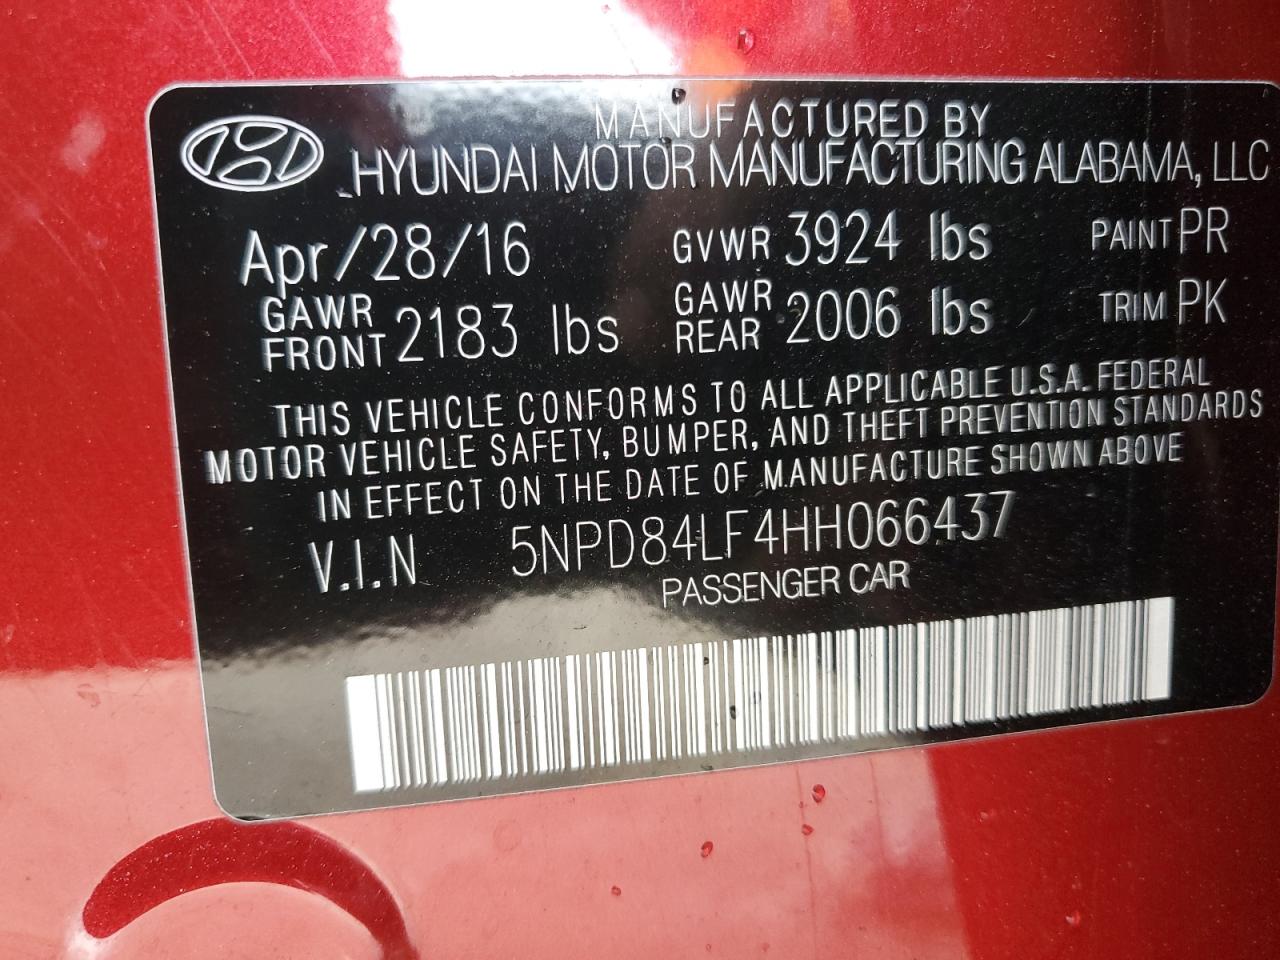 MANUFACTURED BY
HYUNDAI MOTOR MANUFACTURING ALABAMA, LLC
Apr/28/16 GVWR 3924 lbs PAINT PR
GAWR FRONT 2183 lbs GAWR REAR 2006 lbs TRIM PK
THIS VEHICLE CONFORMS TO ALL APPLICABLE U.S.A. FEDERAL
MOTOR VEHICLE SAFETY, BUMPER, AND THEFT PREVENTION STANDARDS
IN EFFECT ON THE DATE OF MANUFACTURE SHOWN ABOVE
V.I.N 5NPD84LF4HH066437
PASSENGER CAR